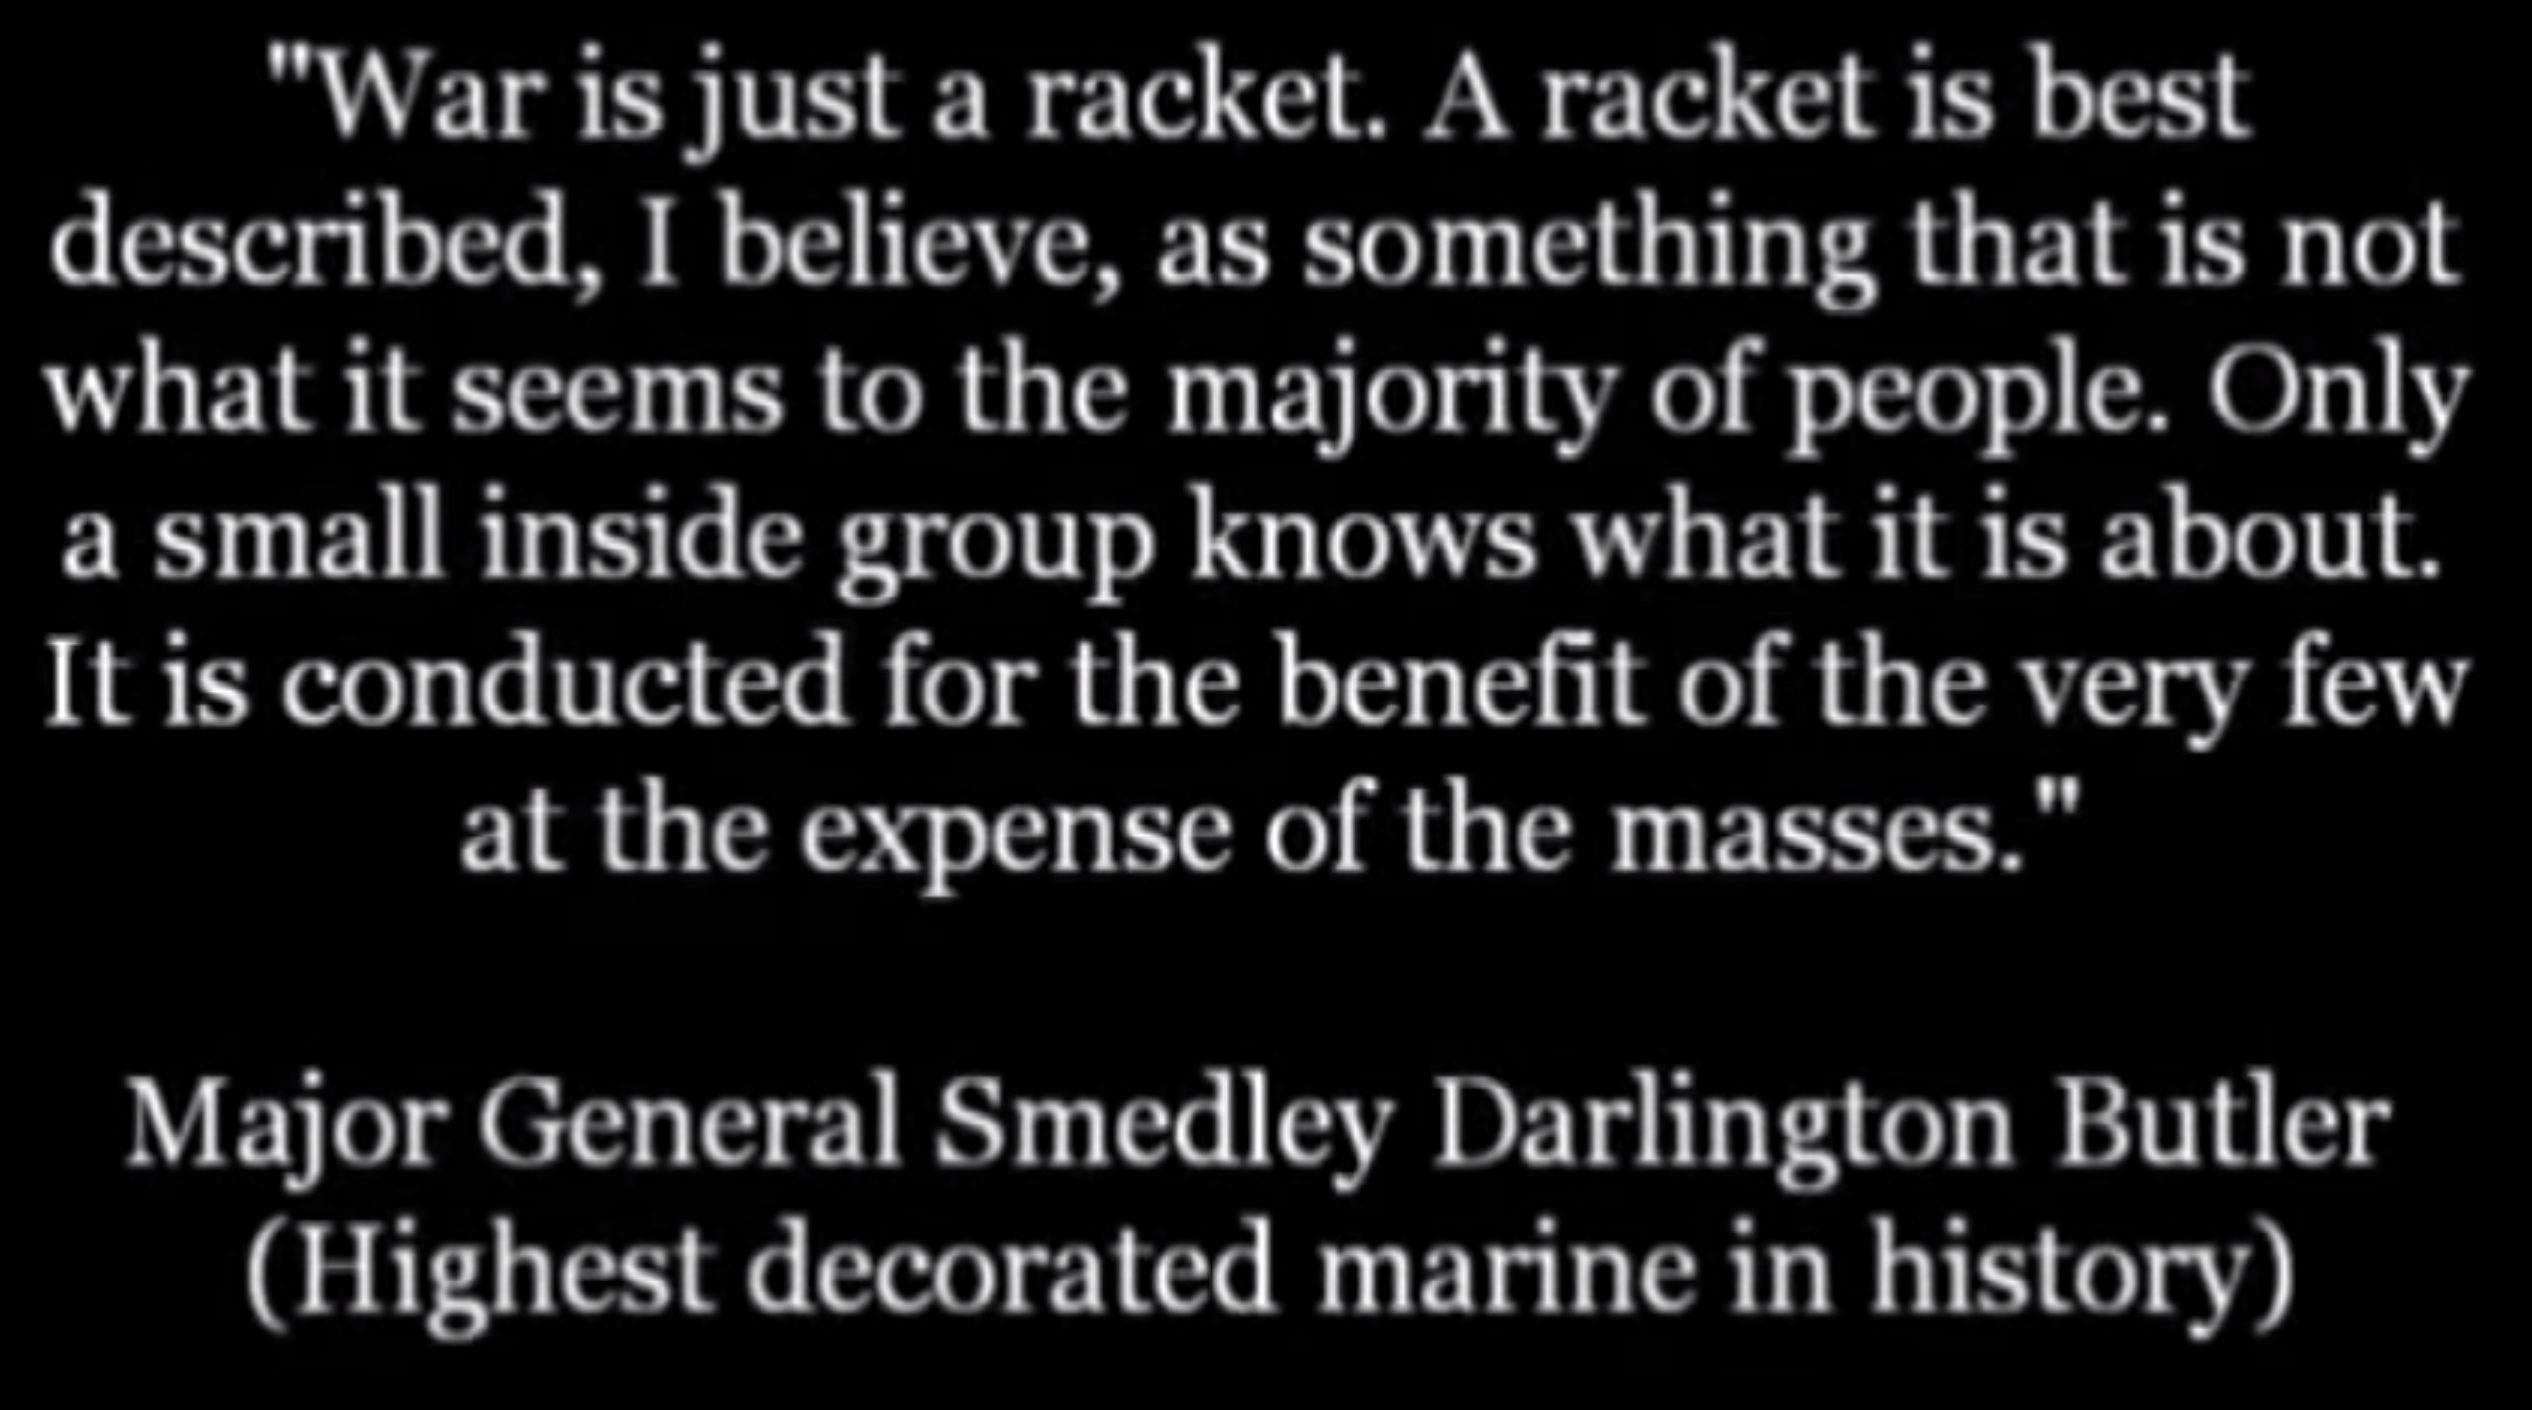 "War is just a racket. A racket is best
described, I believe, as something that is not
what it seems to the majority of people. Only
a small inside group knows what it is about.
It is conducted for the benefit of the very few
at the expense of the masses."
Major General Smedley Darlington Butler
(Highest decorated marine in history)